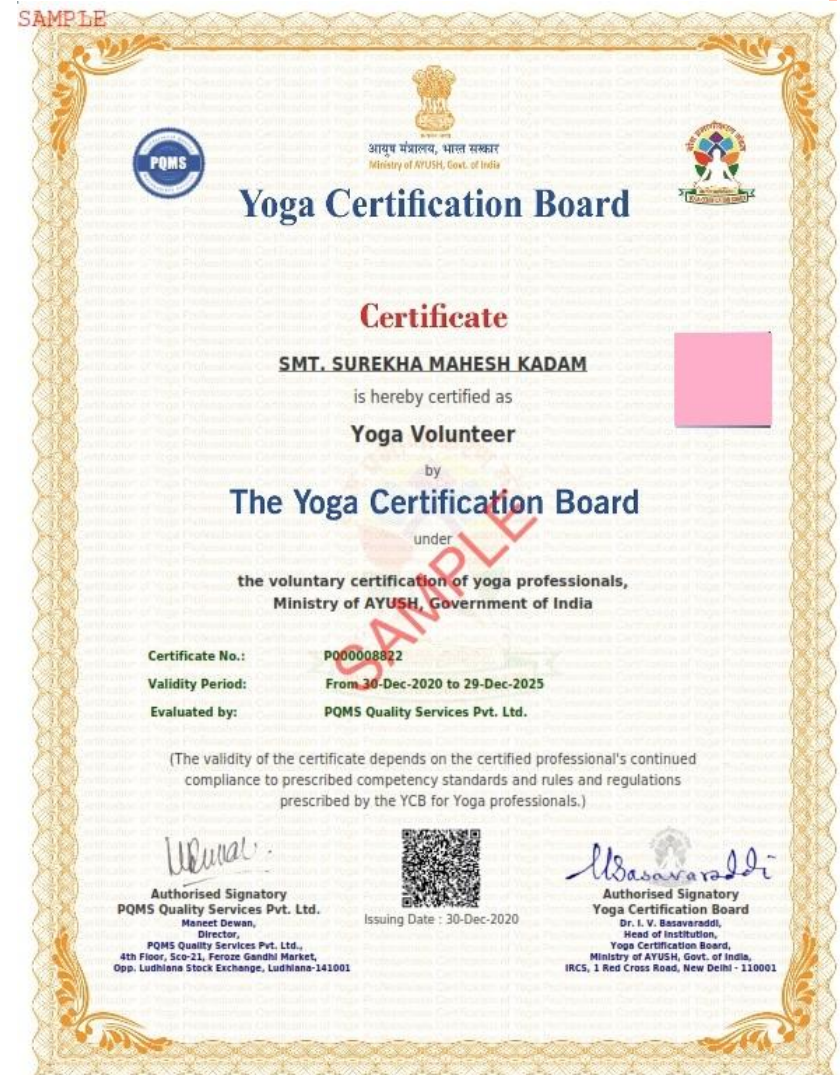 SAMPLE
PQMS
आयुष मंत्रालय, भारत सरकार
Ministry of AYUSH, Govt. of India
Yoga Certification Board
Certificate
SMT. SUREKHA MAHESH KADAM
is hereby certified as
Yoga Volunteer
by
The Yoga Certification Board
under
the voluntary certification of yoga professionals,
Ministry of AYUSH, Government of India
SAMPLE
Certificate No.: P000008822
Validity Period: From 30-Dec-2020 to 29-Dec-2025
Evaluated by: PQMS Quality Services Pvt. Ltd.
(The validity of the certificate depends on the certified professional's continued
compliance to prescribed competency standards and rules and regulations
prescribed by the YCB for Yoga professionals.)
Authorised Signatory
PQMS Quality Services Pvt. Ltd.
Maneet Dewan,
Director,
PQMS Quality Services Pvt. Ltd.,
4th Floor, Sco-21, Feroze Gandhi Market,
Opp. Ludhiana Stock Exchange, Ludhiana-141001
Issuing Date : 30-Dec-2020
Authorised Signatory
Yoga Certification Board
Dr. I. V. Basavaraddi,
Head of Institution,
Yoga Certification Board,
Ministry of AYUSH, Govt. of India,
IRCS, 1 Red Cross Road, New Delhi - 110001